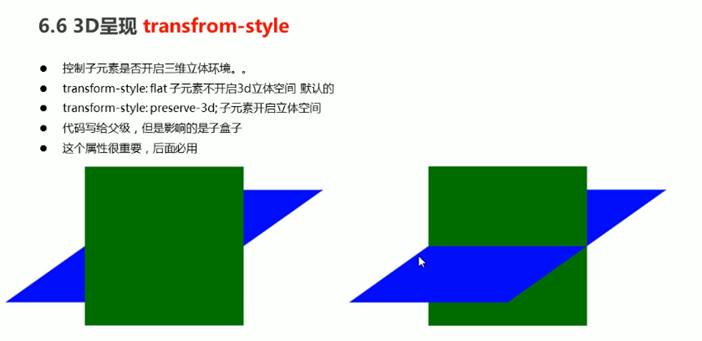 6.6 3D呈现 transfrom-style
● 控制子元素是否开启三维立体环境。。
● transform-style: flat 子元素不开启3d立体空间 默认的
● transform-style: preserve-3d; 子元素开启立体空间
● 代码写给父级，但是影响的是子盒子
● 这个属性很重要，后面必用